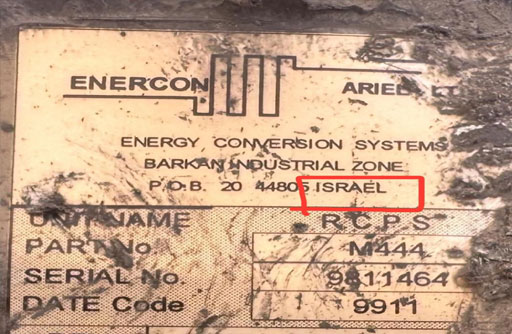 ENERCON ARIEL LT
ENERGY CONVERSION SYSTEMS
BARKAN INDUSTRIAL ZONE
P.O.B. 20 44805 ISRAEL
UNIT NAME R C P S
PART No M444
SERIAL No. 9811464
DATE Code 9911